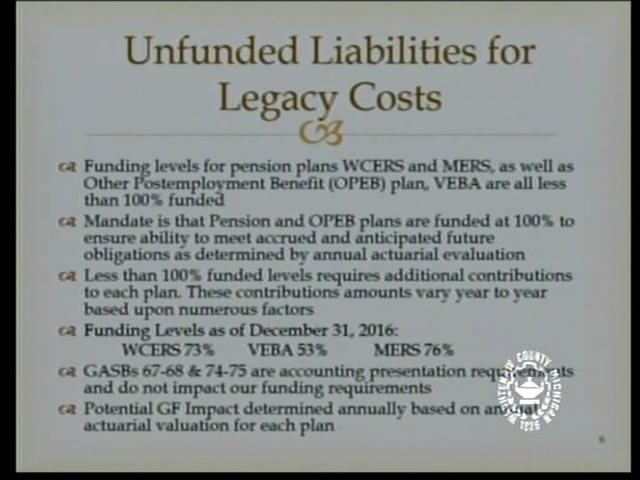 Unfunded Liabilities for
Legacy Costs
Funding levels for pension plans WCERS and MERS, as well as
Other Postemployment Benefit (OPEB) plan, VEBA are all less
than 100% funded
Mandate is that Pension and OPEB plans are funded at 100% to
ensure ability to meet accrued and anticipated future
obligations as determined by annual actuarial evaluation
Less than 100% funded levels requires additional contributions
to each plan. These contributions amounts vary year to year
based upon numerous factors
Funding Levels as of December 31, 2016:
WCERS 73% VEBA 53% MERS 76%
GASBs 67-68 & 74-75 are accounting presentation requirements
and do not impact our funding requirements
Potential GF Impact determined annually based on annual
actuarial valuation for each plan
COUNTY MICHIGAN
1826
6